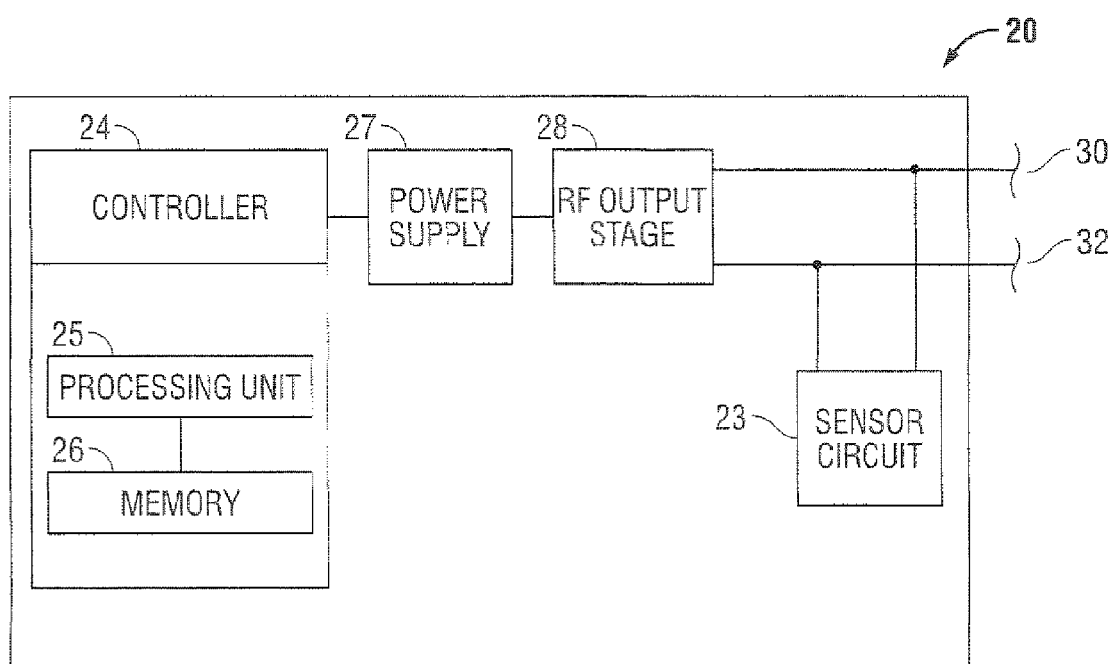 20
24
CONTROLLER
27
POWER
SUPPLY
28
RF OUTPUT
STAGE
30
32
25
PROCESSING UNIT
26
MEMORY
23
SENSOR
CIRCUIT